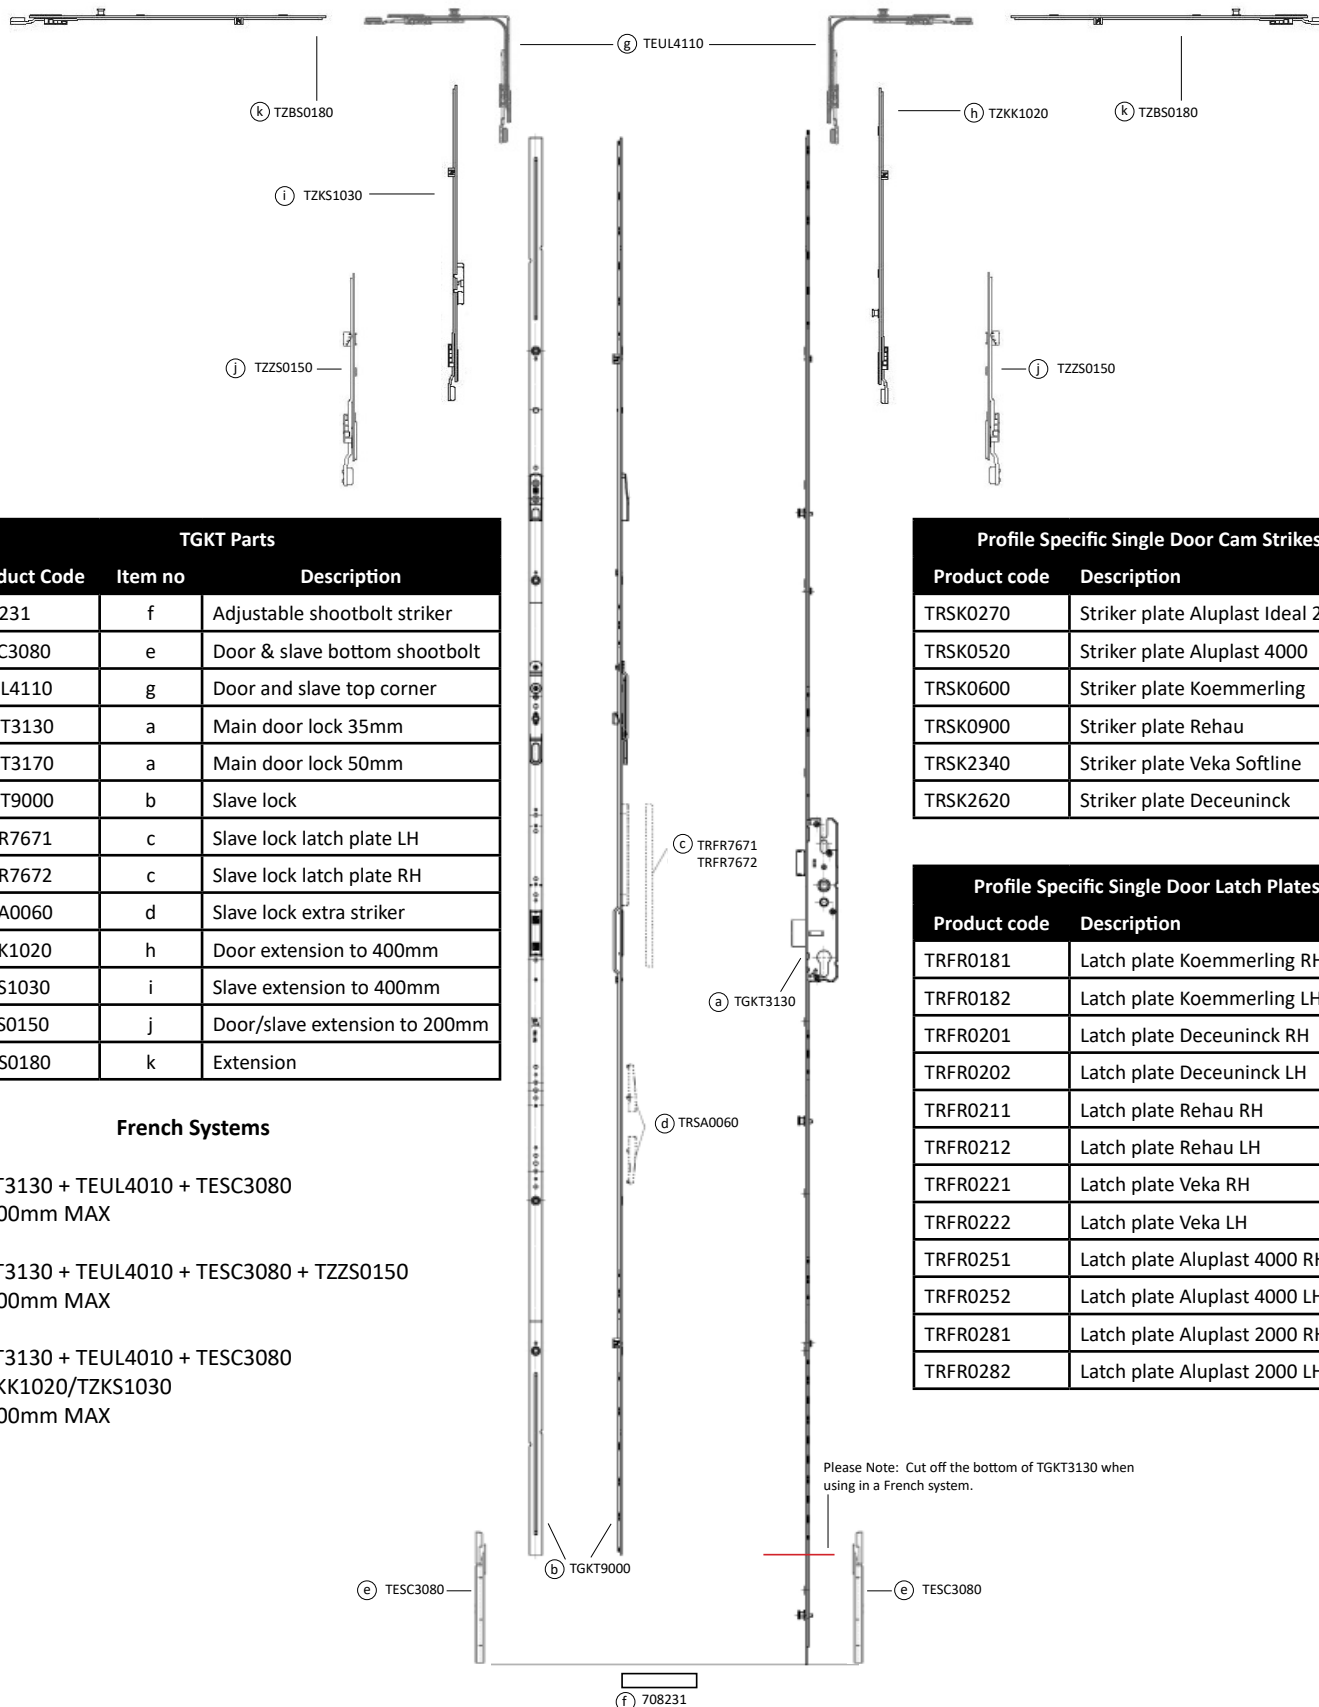 g TEUL4110
k TZBS0180
h TZKK1020
k TZBS0180
i TZKS1030
j TZZS0150
j TZZS0150
TGKT Parts
duct Code Item no Description
231 f Adjustable shootbolt striker
C3080 e Door & slave bottom shootbolt
L4110 g Door and slave top corner
T3130 a Main door lock 35mm
T3170 a Main door lock 50mm
T9000 b Slave lock
R7671 c Slave lock latch plate LH
R7672 c Slave lock latch plate RH
A0060 d Slave lock extra striker
K1020 h Door extension to 400mm
S1030 i Slave extension to 400mm
S0150 j Door/slave extension to 200mm
S0180 k Extension
French Systems
T3130 + TEUL4010 + TESC3080
00mm MAX
T3130 + TEUL4010 + TESC3080 + TZZS0150
00mm MAX
T3130 + TEUL4010 + TESC3080
KK1020/TZKS1030
00mm MAX
c TRFR7671
TRFR7672
a TGKT3130
d TRSA0060
Profile Specific Single Door Cam Strikes
Product code Description
TRSK0270 Striker plate Aluplast Ideal 2
TRSK0520 Striker plate Aluplast 4000
TRSK0600 Striker plate Koemmerling
TRSK0900 Striker plate Rehau
TRSK2340 Striker plate Veka Softline
TRSK2620 Striker plate Deceuninck
Profile Specific Single Door Latch Plates
Product code Description
TRFR0181 Latch plate Koemmerling RH
TRFR0182 Latch plate Koemmerling LH
TRFR0201 Latch plate Deceuninck RH
TRFR0202 Latch plate Deceuninck LH
TRFR0211 Latch plate Rehau RH
TRFR0212 Latch plate Rehau LH
TRFR0221 Latch plate Veka RH
TRFR0222 Latch plate Veka LH
TRFR0251 Latch plate Aluplast 4000 RH
TRFR0252 Latch plate Aluplast 4000 LH
TRFR0281 Latch plate Aluplast 2000 RH
TRFR0282 Latch plate Aluplast 2000 LH
Please Note: Cut off the bottom of TGKT3130 when
using in a French system.
b TGKT9000
e TESC3080
e TESC3080
f 708231